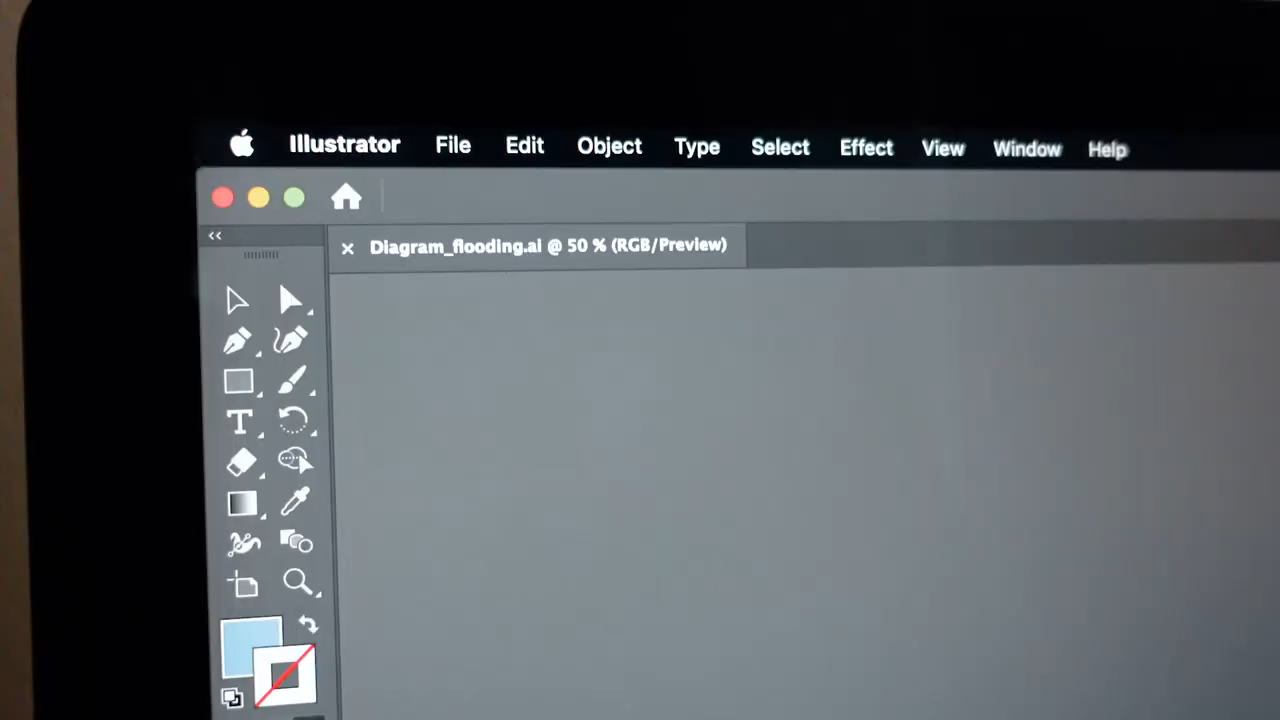 Illustrator File Edit Object Type Select Effect View Window Help
Diagram_flooding.ai @ 50 % (RGB/Preview)